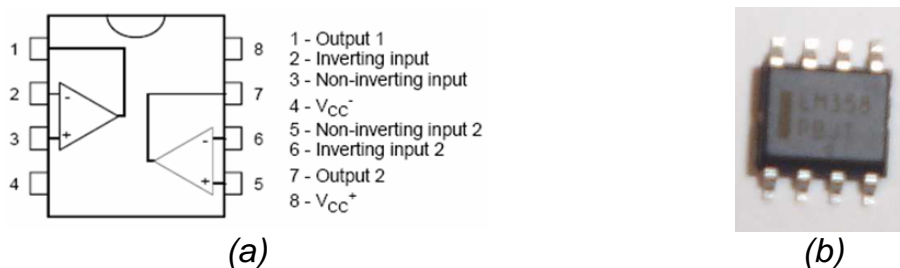 1
2
3
4
-
+
8
7
6
5
-
+
1 - Output 1
2 - Inverting input
3 - Non-inverting input
4 - VCC-
5 - Non-inverting input 2
6 - Inverting input 2
7 - Output 2
8 - VCC+
LM358
(a)
(b)